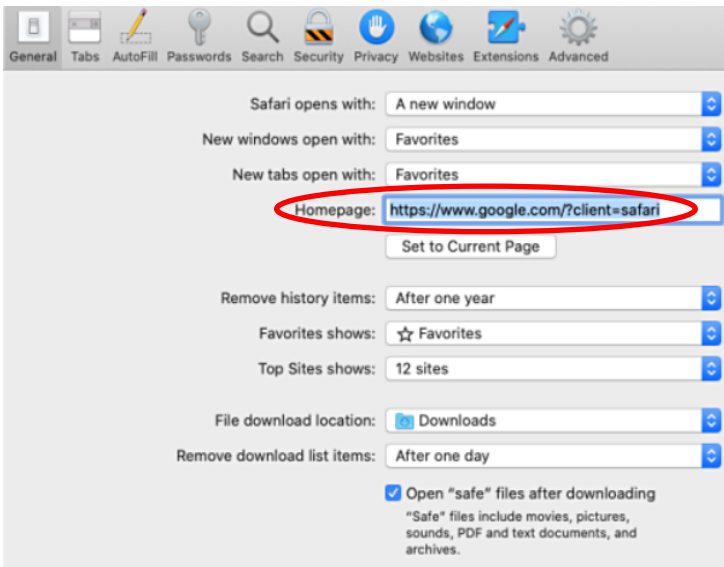 General Tabs AutoFill Passwords Search Security Privacy Websites Extensions Advanced
Safari opens with: A new window
New windows open with: Favorites
New tabs open with: Favorites
Homepage: https://www.google.com/?client=safari
Set to Current Page
Remove history items: After one year
Favorites shows: Favorites
Top Sites shows: 12 sites
File download location: Downloads
Remove download list items: After one day
Open “safe” files after downloading
“Safe” files include movies, pictures,
sounds, PDF and text documents, and
archives.